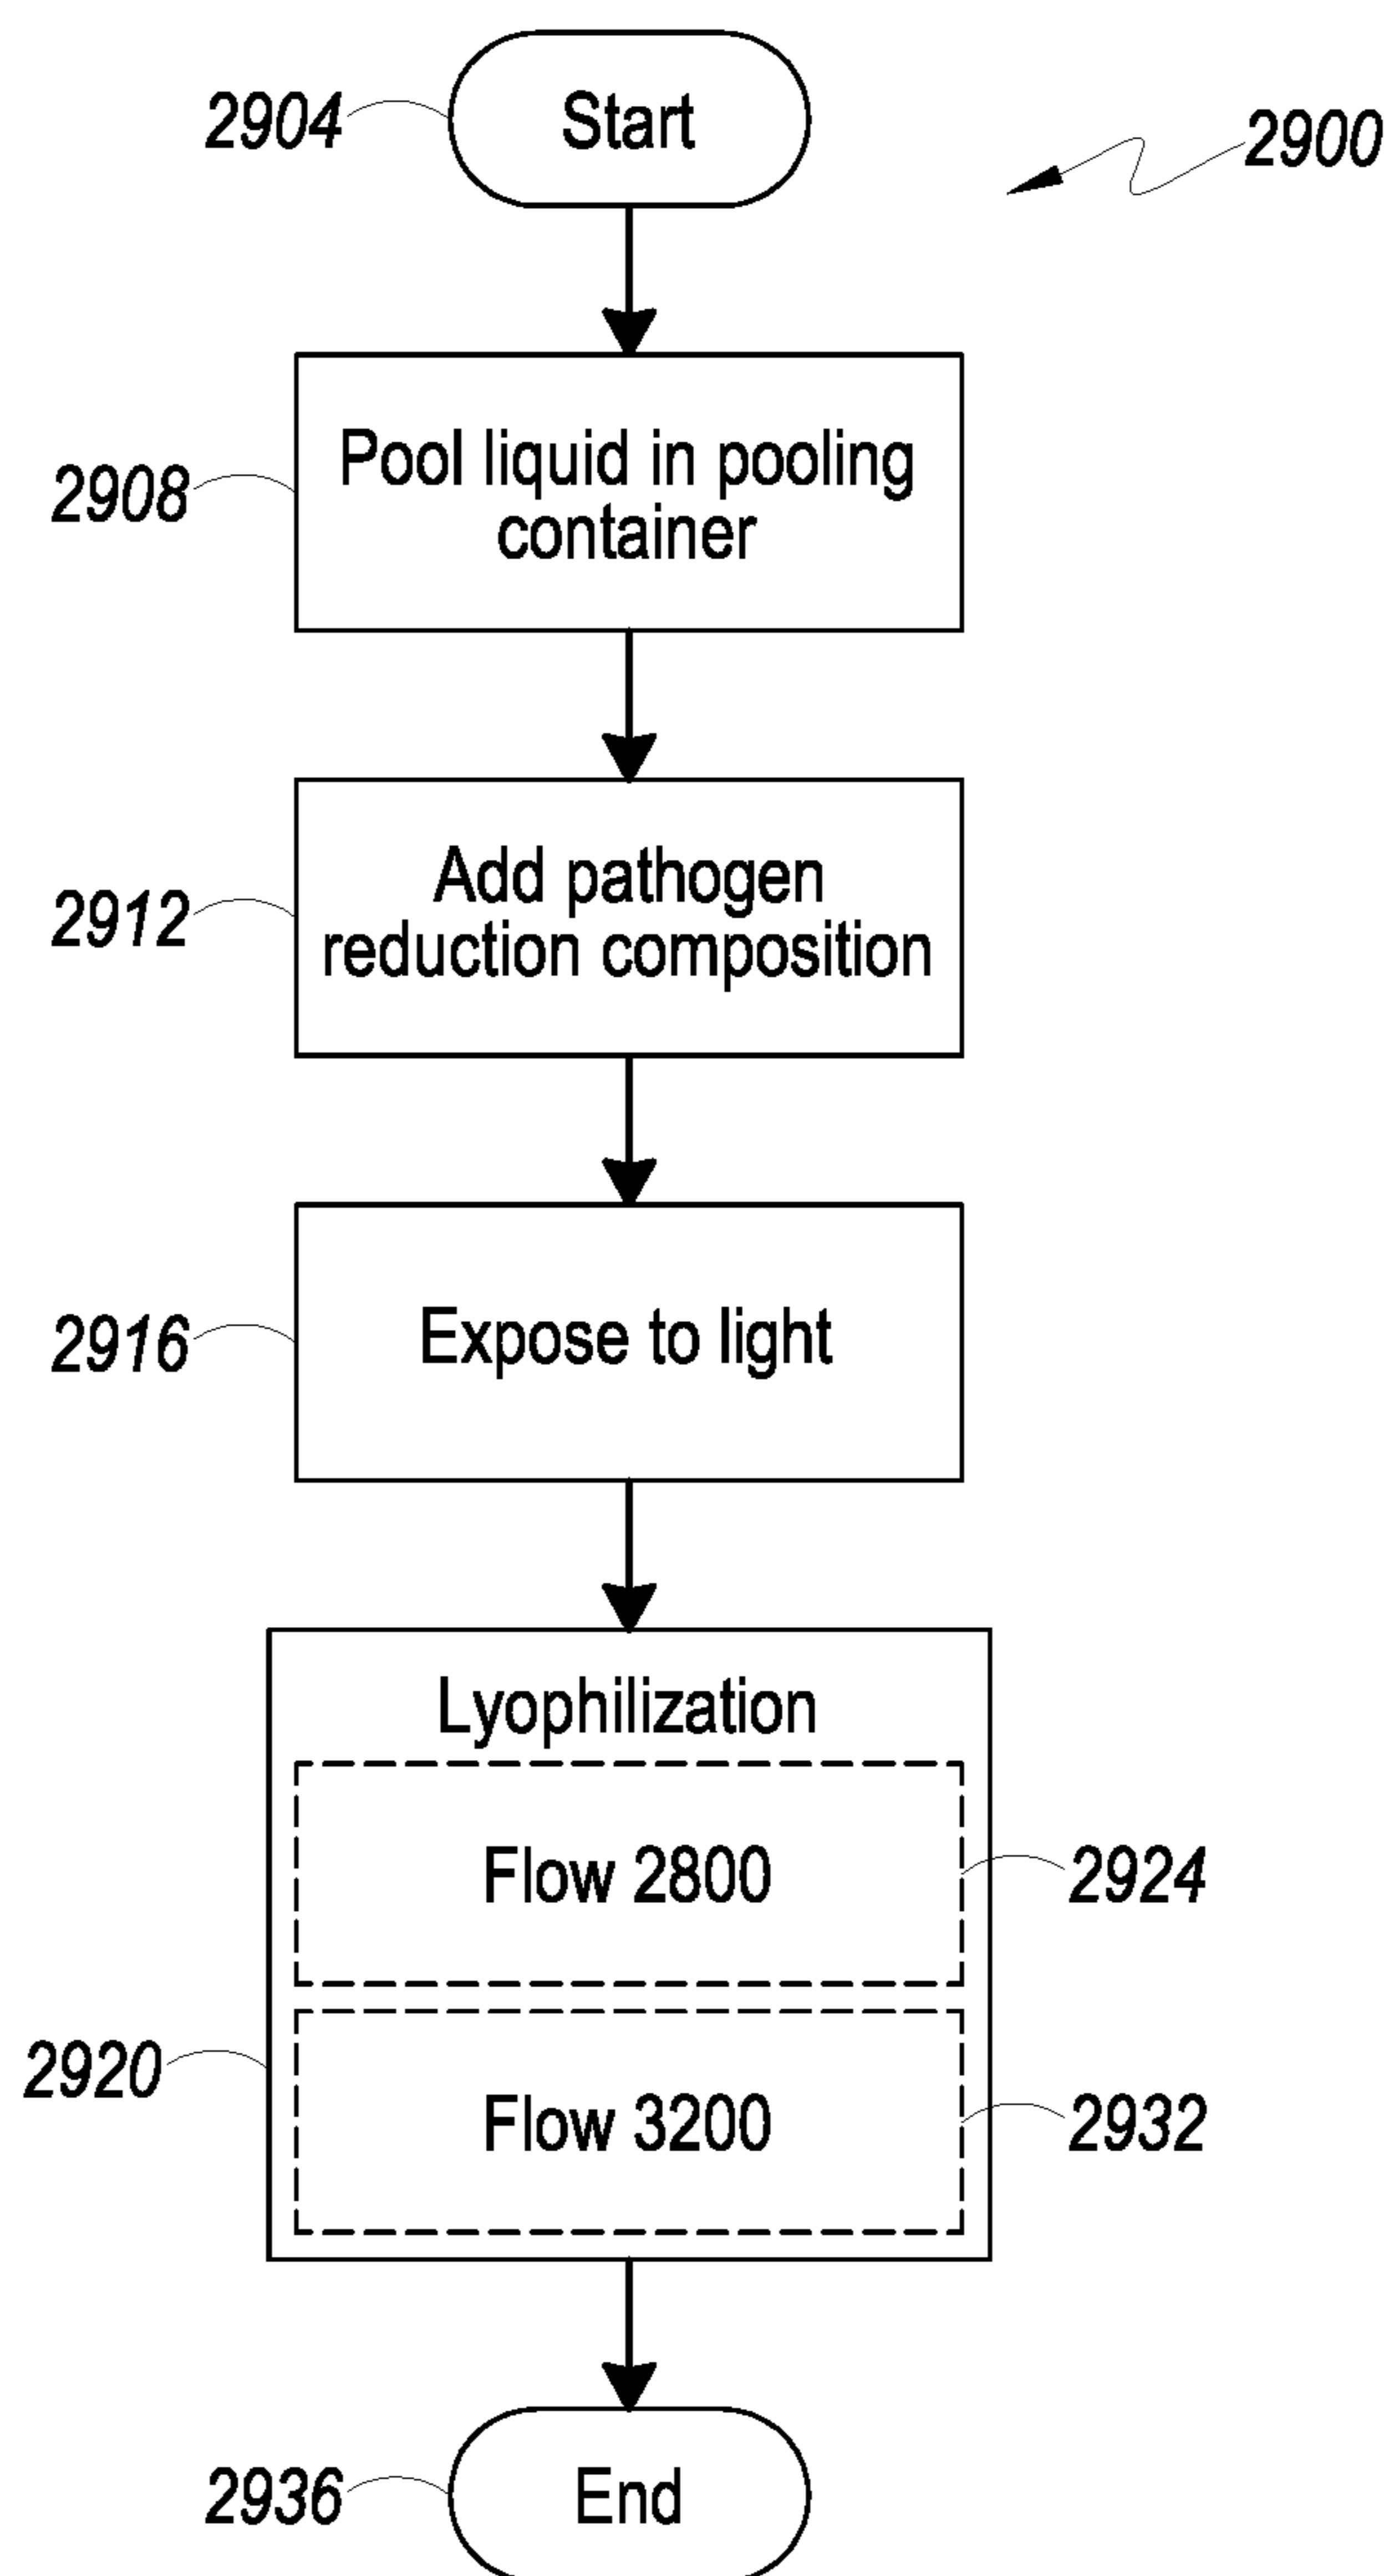 2904
Start
2900
2908
Pool liquid in pooling
container
2912
Add pathogen
reduction composition
2916
Expose to light
2920
Lyophilization
Flow 2800
2924
Flow 3200
2932
2936
End